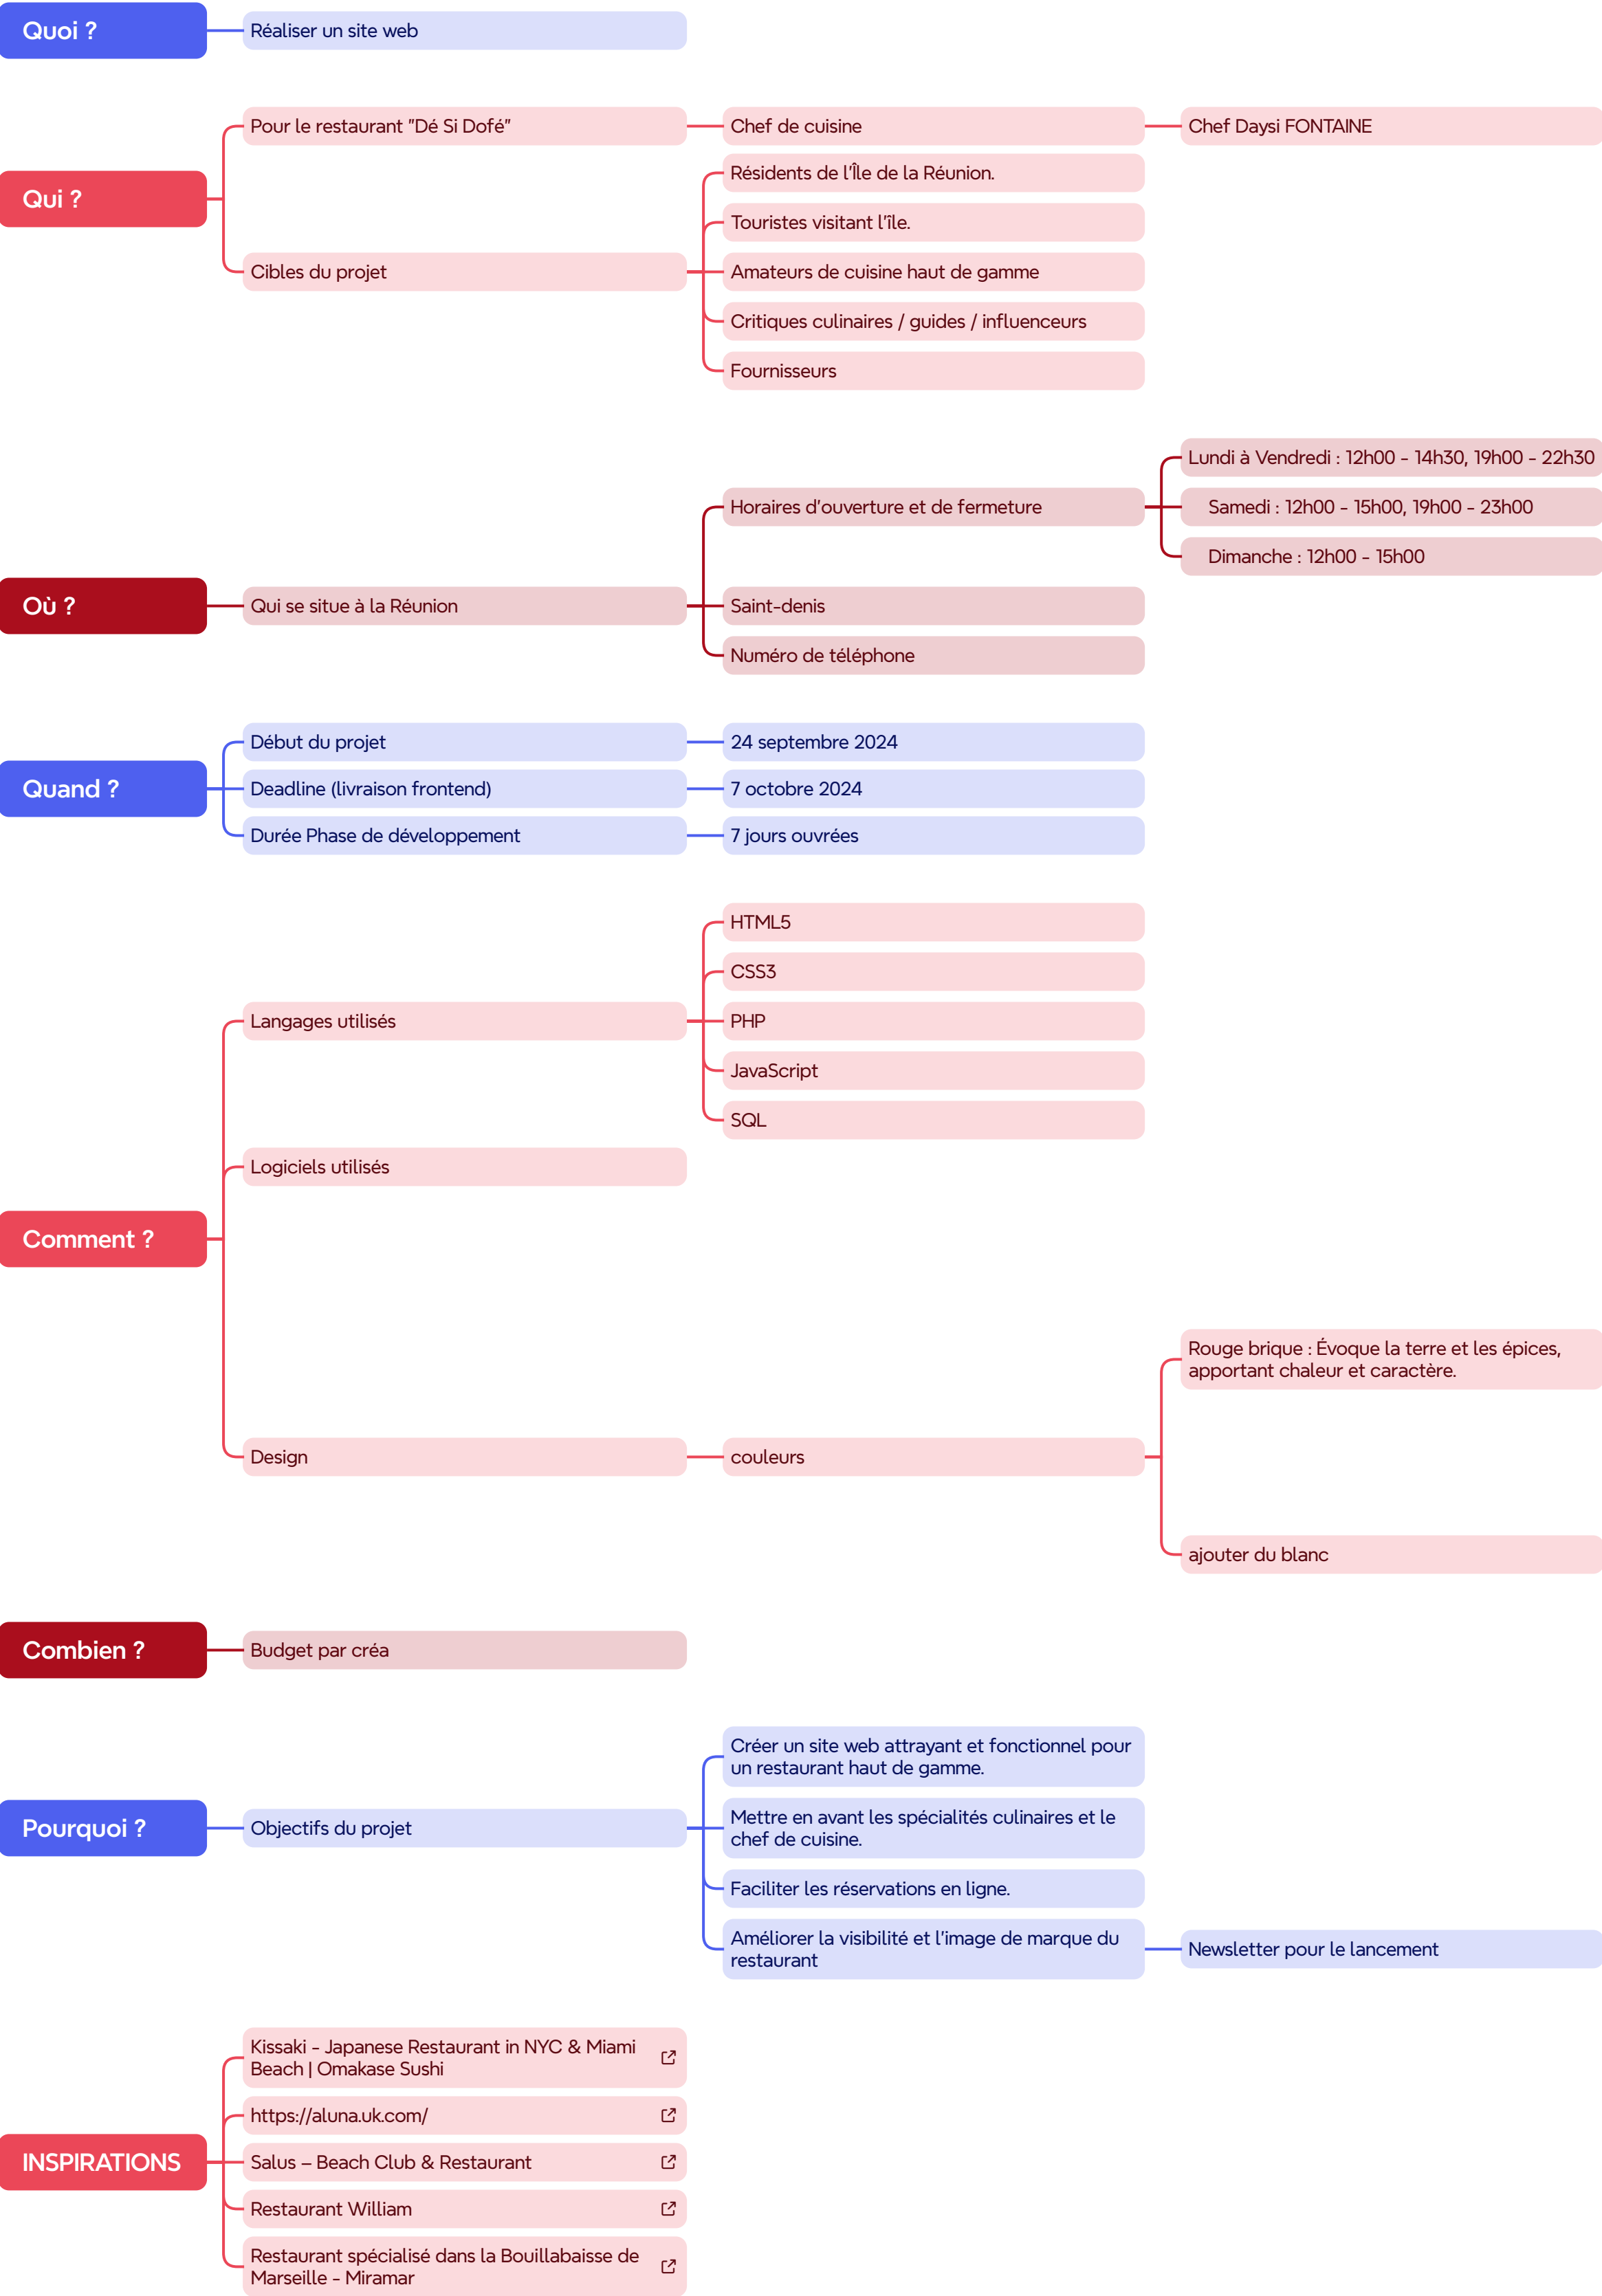 Quoi ?
Réaliser un site web
Qui ?
Pour le restaurant "Dé Si Dofé"
Chef de cuisine
Chef Daysi FONTAINE
Cibles du projet
Résidents de l'Île de la Réunion.
Touristes visitant l'île.
Amateurs de cuisine haut de gamme
Critiques culinaires / guides / influenceurs
Fournisseurs
Où ?
Qui se situe à la Réunion
Horaires d'ouverture et de fermeture
Lundi à Vendredi : 12h00 - 14h30, 19h00 - 22h30
Samedi : 12h00 - 15h00, 19h00 - 23h00
Dimanche : 12h00 - 15h00
Saint-denis
Numéro de téléphone
Quand ?
Début du projet
24 septembre 2024
Deadline (livraison frontend)
7 octobre 2024
Durée Phase de développement
7 jours ouvrées
Comment ?
Langages utilisés
HTML5
CSS3
PHP
JavaScript
SQL
Logiciels utilisés
Design
couleurs
Rouge brique : Évoque la terre et les épices,
apportant chaleur et caractère.
ajouter du blanc
Combien ?
Budget par créa
Pourquoi ?
Objectifs du projet
Créer un site web attrayant et fonctionnel pour
un restaurant haut de gamme.
Mettre en avant les spécialités culinaires et le
chef de cuisine.
Faciliter les réservations en ligne.
Améliorer la visibilité et l'image de marque du
restaurant
Newsletter pour le lancement
INSPIRATIONS
Kissaki - Japanese Restaurant in NYC & Miami
Beach | Omakase Sushi
https://aluna.uk.com/
Salus – Beach Club & Restaurant
Restaurant William
Restaurant spécialisé dans la Bouillabaisse de
Marseille - Miramar